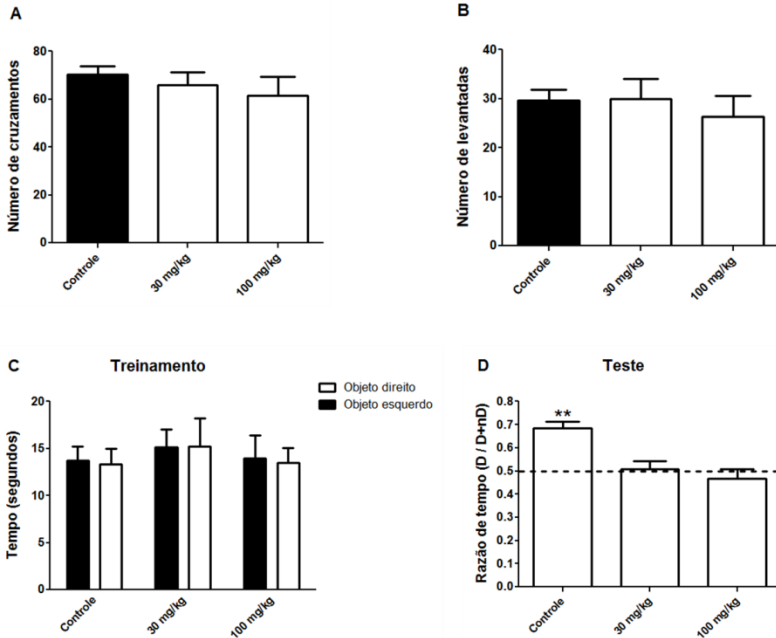 A
Número de cruzamentos
80
60
40
20
0
Controle
30 mg/kg
100 mg/kg
B
Número de levantadas
40
30
20
10
0
Controle
30 mg/kg
100 mg/kg
C
Treinamento
Objeto direito
Objeto esquerdo
Tempo (segundos)
20
15
10
5
0
Controle
30 mg/kg
100 mg/kg
D
Teste
Razão de tempo (D / D+nD)
0.8
0.7
0.6
0.5
0.4
0.3
0.2
0.1
0.0
**
Controle
30 mg/kg
100 mg/kg